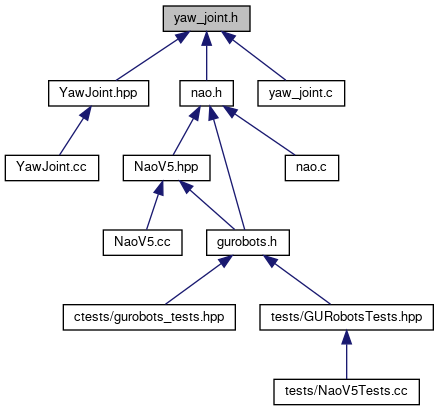 yaw_joint.h
YawJoint.hpp
nao.h
yaw_joint.c
YawJoint.cc
NaoV5.hpp
nao.c
NaoV5.cc
gurobots.h
ctests/gurobots_tests.hpp
tests/GURobotsTests.hpp
tests/NaoV5Tests.cc